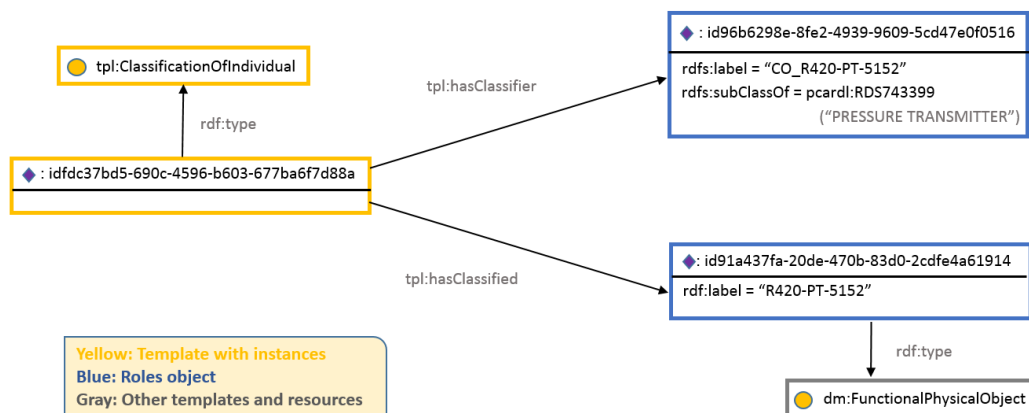 : id96b6298e-8fe2-4939-9609-5cd47e0f0516
rdfs:label = “CO_R420-PT-5152”
rdfs:subClassOf = pcardl:RDS743399
(“PRESSURE TRANSMITTER”)
tpl:ClassificationOfIndividual
tpl:hasClassifier
rdf:type
: idfdc37bd5-690c-4596-b603-677ba6f7d88a
tpl:hasClassified
: id91a437fa-20de-470b-83d0-2cdfe4a61914
rdf:label = “R420-PT-5152”
rdf:type
Yellow: Template with instances
Blue: Roles object
Gray: Other templates and resources
dm:FunctionalPhysicalObject